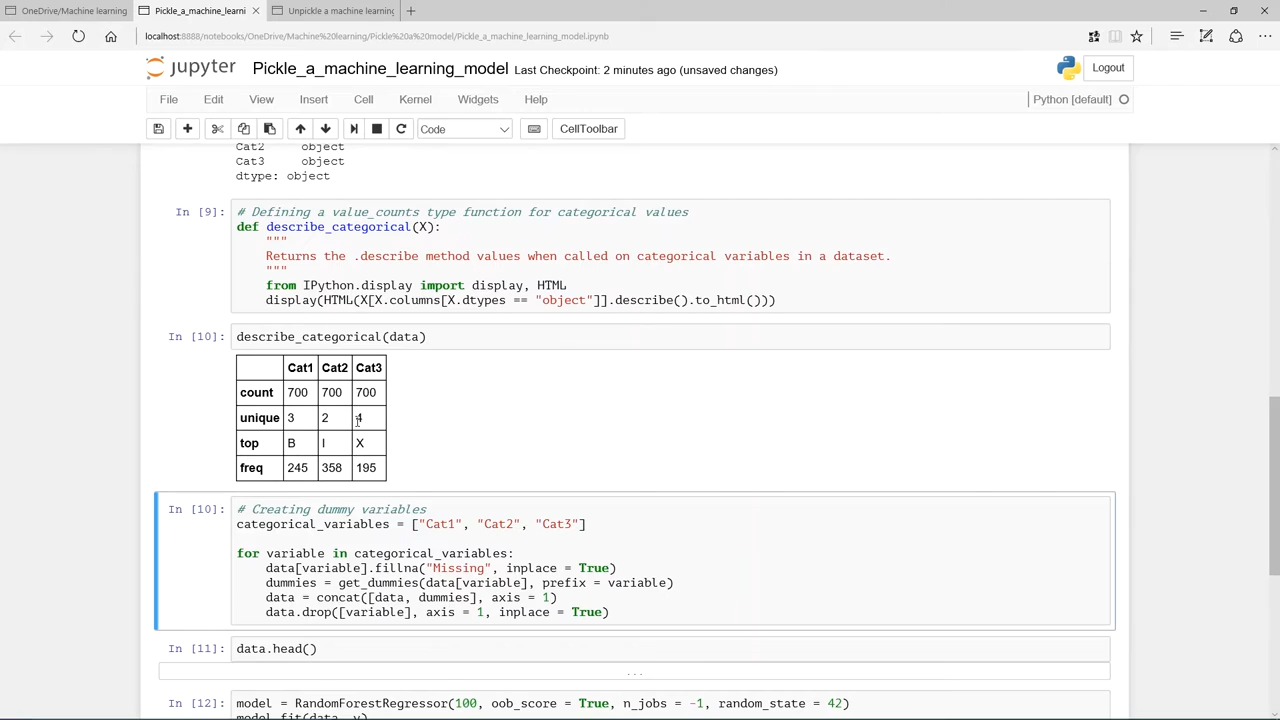 OneDrive/Machine learning
Pickle_a_machine_learni
Unpickle a machine learning
localhost:8888/notebooks/OneDrive/Machine%20learning/Pickle%20a%20model/Pickle_a_machine_learning_model.ipynb
jupyter Pickle_a_machine_learning_model Last Checkpoint: 2 minutes ago (unsaved changes) Logout
File Edit View Insert Cell Kernel Widgets Help Python [default]
Code CellToolbar
Cat2 object
Cat3 object
dtype: object
In [9]: # Defining a value_counts type function for categorical values
def describe_categorical(X):
"""
Returns the .describe method values when called on categorical variables in a dataset.
"""
from IPython.display import display, HTML
display(HTML(X[X.columns[X.dtypes == "object"]].describe().to_html()))
In [10]: describe_categorical(data)
Cat1 Cat2 Cat3
count 700 700 700
unique 3 2 4
top B I X
freq 245 358 195
In [10]: # Creating dummy variables
categorical_variables = ["Cat1", "Cat2", "Cat3"]
for variable in categorical_variables:
data[variable].fillna("Missing", inplace = True)
dummies = get_dummies(data[variable], prefix = variable)
data = concat([data, dummies], axis = 1)
data.drop([variable], axis = 1, inplace = True)
In [11]: data.head()
...
In [12]: model = RandomForestRegressor(100, oob_score = True, n_jobs = -1, random_state = 42)
model.fit(data, y)